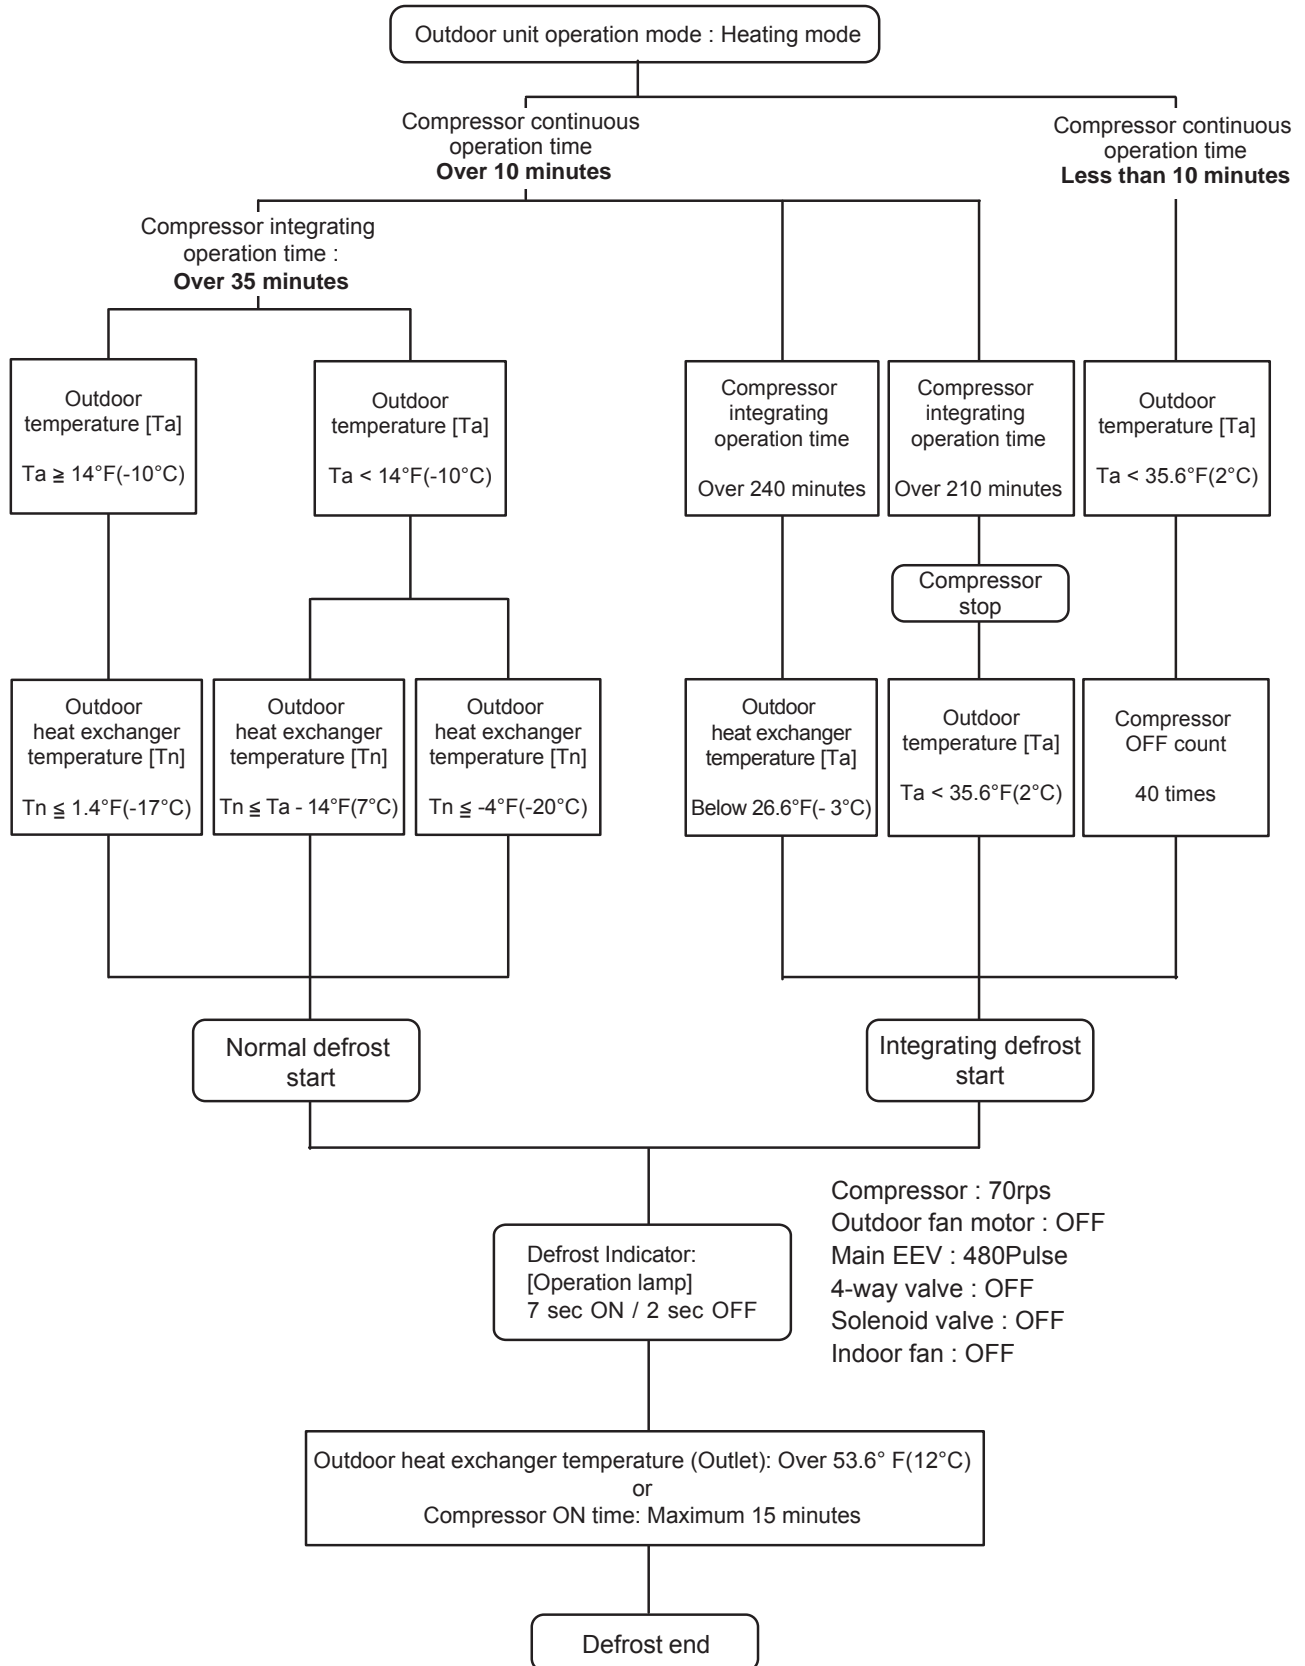 Outdoor unit operation mode : Heating mode
Compressor continuous
operation time
Over 10 minutes
Compressor continuous
operation time
Less than 10 minutes
Compressor integrating
operation time :
Over 35 minutes
Outdoor
temperature [Ta]
Ta ≧ 14°F(-10°C)
Outdoor
temperature [Ta]
Ta < 14°F(-10°C)
Compressor
integrating
operation time
Over 240 minutes
Compressor
integrating
operation time
Over 210 minutes
Outdoor
temperature [Ta]
Ta < 35.6°F(2°C)
Compressor
stop
Outdoor
heat exchanger
temperature [Tn]
Tn ≦ 1.4°F(-17°C)
Outdoor
heat exchanger
temperature [Tn]
Tn ≦ Ta - 14°F(7°C)
Outdoor
heat exchanger
temperature [Tn]
Tn ≦ -4°F(-20°C)
Outdoor
heat exchanger
temperature [Ta]
Below 26.6°F(- 3°C)
Outdoor
temperature [Ta]
Ta < 35.6°F(2°C)
Compressor
OFF count
40 times
Normal defrost
start
Integrating defrost
start
Defrost Indicator:
[Operation lamp]
7 sec ON / 2 sec OFF
Compressor : 70rps
Outdoor fan motor : OFF
Main EEV : 480Pulse
4-way valve : OFF
Solenoid valve : OFF
Indoor fan : OFF
Outdoor heat exchanger temperature (Outlet): Over 53.6° F(12°C)
or
Compressor ON time: Maximum 15 minutes
Defrost end